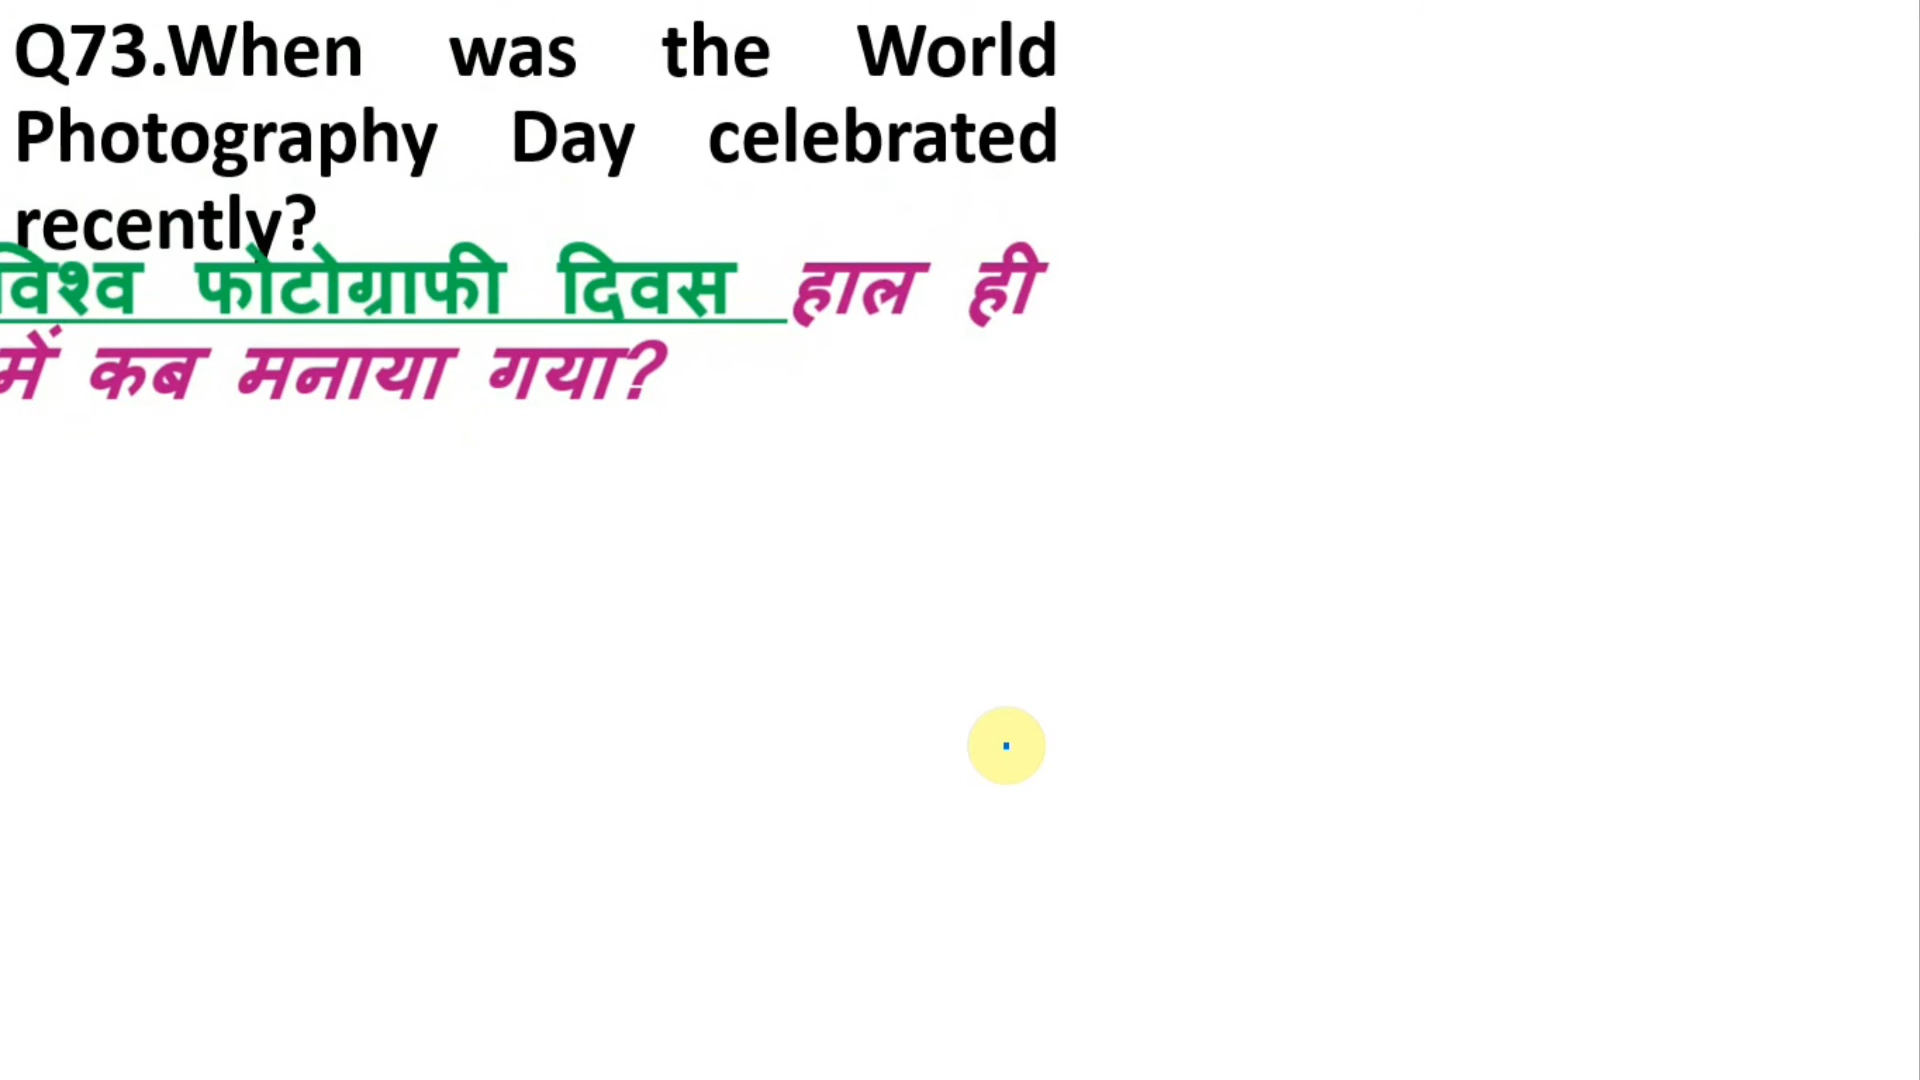 Q73.When was the World
Photography Day celebrated
recently?
विश्व फोटोग्राफी दिवस हाल ही
में कब मनाया गया?